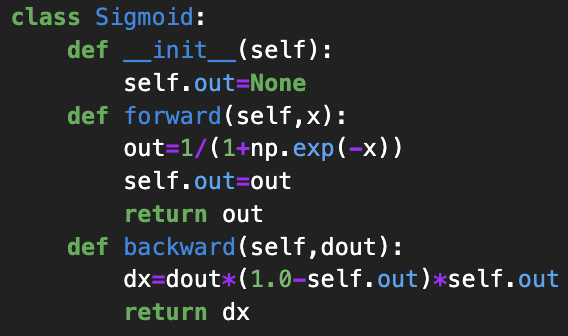 class Sigmoid:
    def __init__(self):
        self.out=None
    def forward(self,x):
        out=1/(1+np.exp(-x))
        self.out=out
        return out
    def backward(self,dout):
        dx=dout*(1.0-self.out)*self.out
        return dx